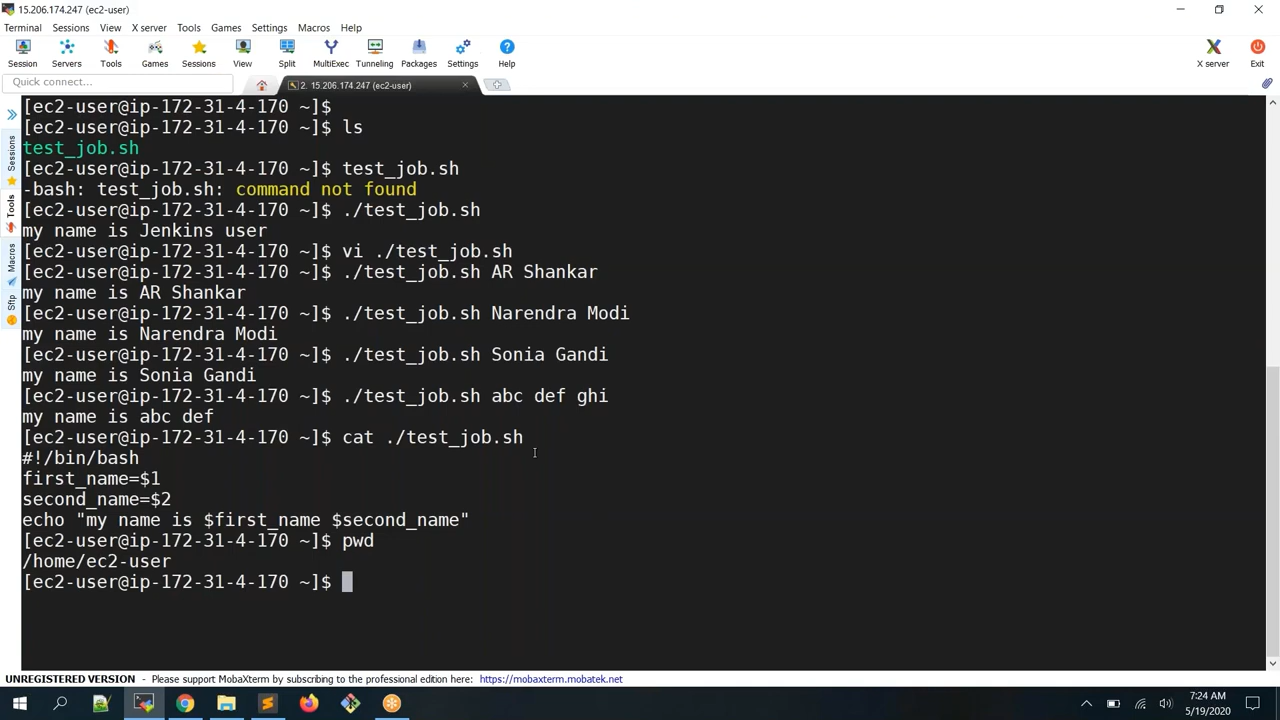 15.206.174.247 (ec2-user)
Terminal Sessions View X server Tools Games Settings Macros Help
Session Servers Tools Games Sessions View Split MultiExec Tunneling Packages Settings Help X server Exit
Quick connect...
2. 15.206.174.247 (ec2-user)
Sessions
Tools
Macros
Sftp
[ec2-user@ip-172-31-4-170 ~]$
[ec2-user@ip-172-31-4-170 ~]$ ls
test_job.sh
[ec2-user@ip-172-31-4-170 ~]$ test_job.sh
-bash: test_job.sh: command not found
[ec2-user@ip-172-31-4-170 ~]$ ./test_job.sh
my name is Jenkins user
[ec2-user@ip-172-31-4-170 ~]$ vi ./test_job.sh
[ec2-user@ip-172-31-4-170 ~]$ ./test_job.sh AR Shankar
my name is AR Shankar
[ec2-user@ip-172-31-4-170 ~]$ ./test_job.sh Narendra Modi
my name is Narendra Modi
[ec2-user@ip-172-31-4-170 ~]$ ./test_job.sh Sonia Gandi
my name is Sonia Gandi
[ec2-user@ip-172-31-4-170 ~]$ ./test_job.sh abc def ghi
my name is abc def
[ec2-user@ip-172-31-4-170 ~]$ cat ./test_job.sh
#!/bin/bash
first_name=$1
second_name=$2
echo "my name is $first_name $second_name"
[ec2-user@ip-172-31-4-170 ~]$ pwd
/home/ec2-user
[ec2-user@ip-172-31-4-170 ~]$
UNREGISTERED VERSION - Please support MobaXterm by subscribing to the professional edition here: https://mobaxterm.mobatek.net
7:24 AM
5/19/2020